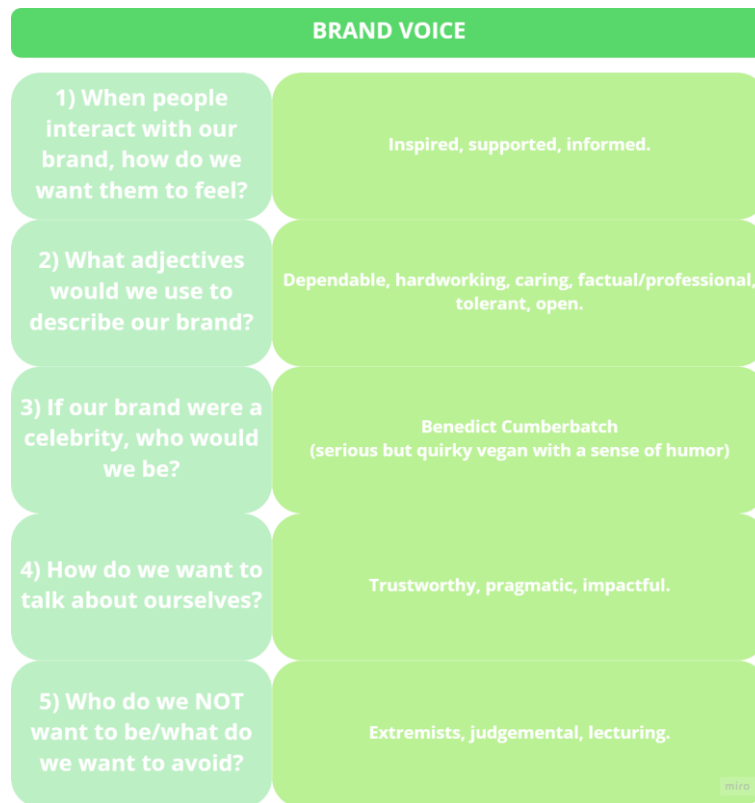 BRAND VOICE
1) When people
interact with our
brand, how do we
want them to feel?
Inspired, supported, informed.
2) What adjectives
would we use to
describe our brand?
Dependable, hardworking, caring, factual/professional,
tolerant, open.
3) If our brand were a
celebrity, who would
we be?
Benedict Cumberbatch
(serious but quirky vegan with a sense of humor)
4) How do we want to
talk about ourselves?
Trustworthy, pragmatic, impactful.
5) Who do we NOT
want to be/what do
we want to avoid?
Extremists, judgemental, lecturing.
miro